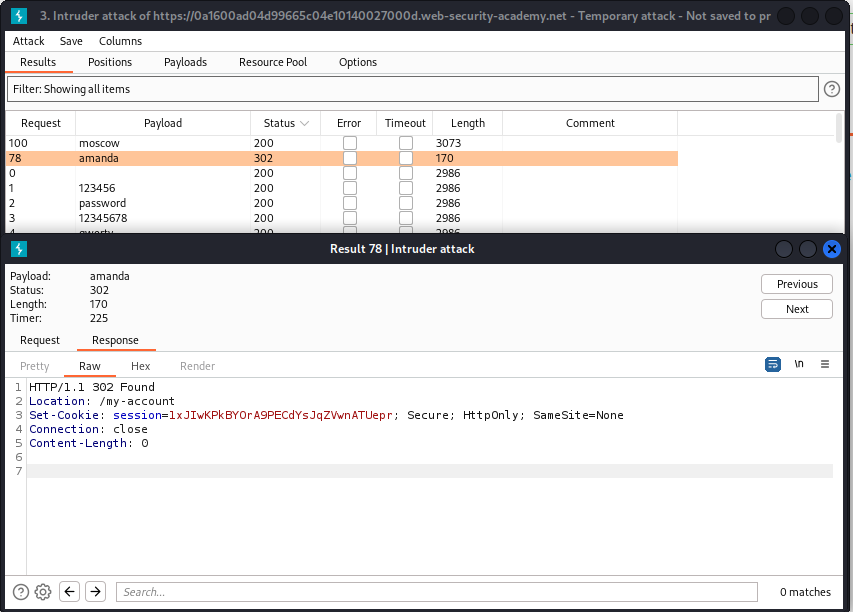 3. Intruder attack of https://0a1600ad04d99665c04e10140027000d.web-security-academy.net - Temporary attack - Not saved to pr
Attack Save Columns
Results Positions Payloads Resource Pool Options
Filter: Showing all items
Request Payload Status Error Timeout Length Comment
100 moscow 200 3073
78 amanda 302 170
0 200 2986
1 123456 200 2986
2 password 200 2986
3 12345678 200 2986
4 qwerty 200 2986
Result 78 | Intruder attack
Payload: amanda
Status: 302
Length: 170
Timer: 225
Previous
Next
Request Response
Pretty Raw Hex Render
\n
1 HTTP/1.1 302 Found
2 Location: /my-account
3 Set-Cookie: session=1xJIwKPkBYOrA9PECdYsJqZVwnATUepr; Secure; HttpOnly; SameSite=None
4 Connection: close
5 Content-Length: 0
6
7
Search...
0 matches